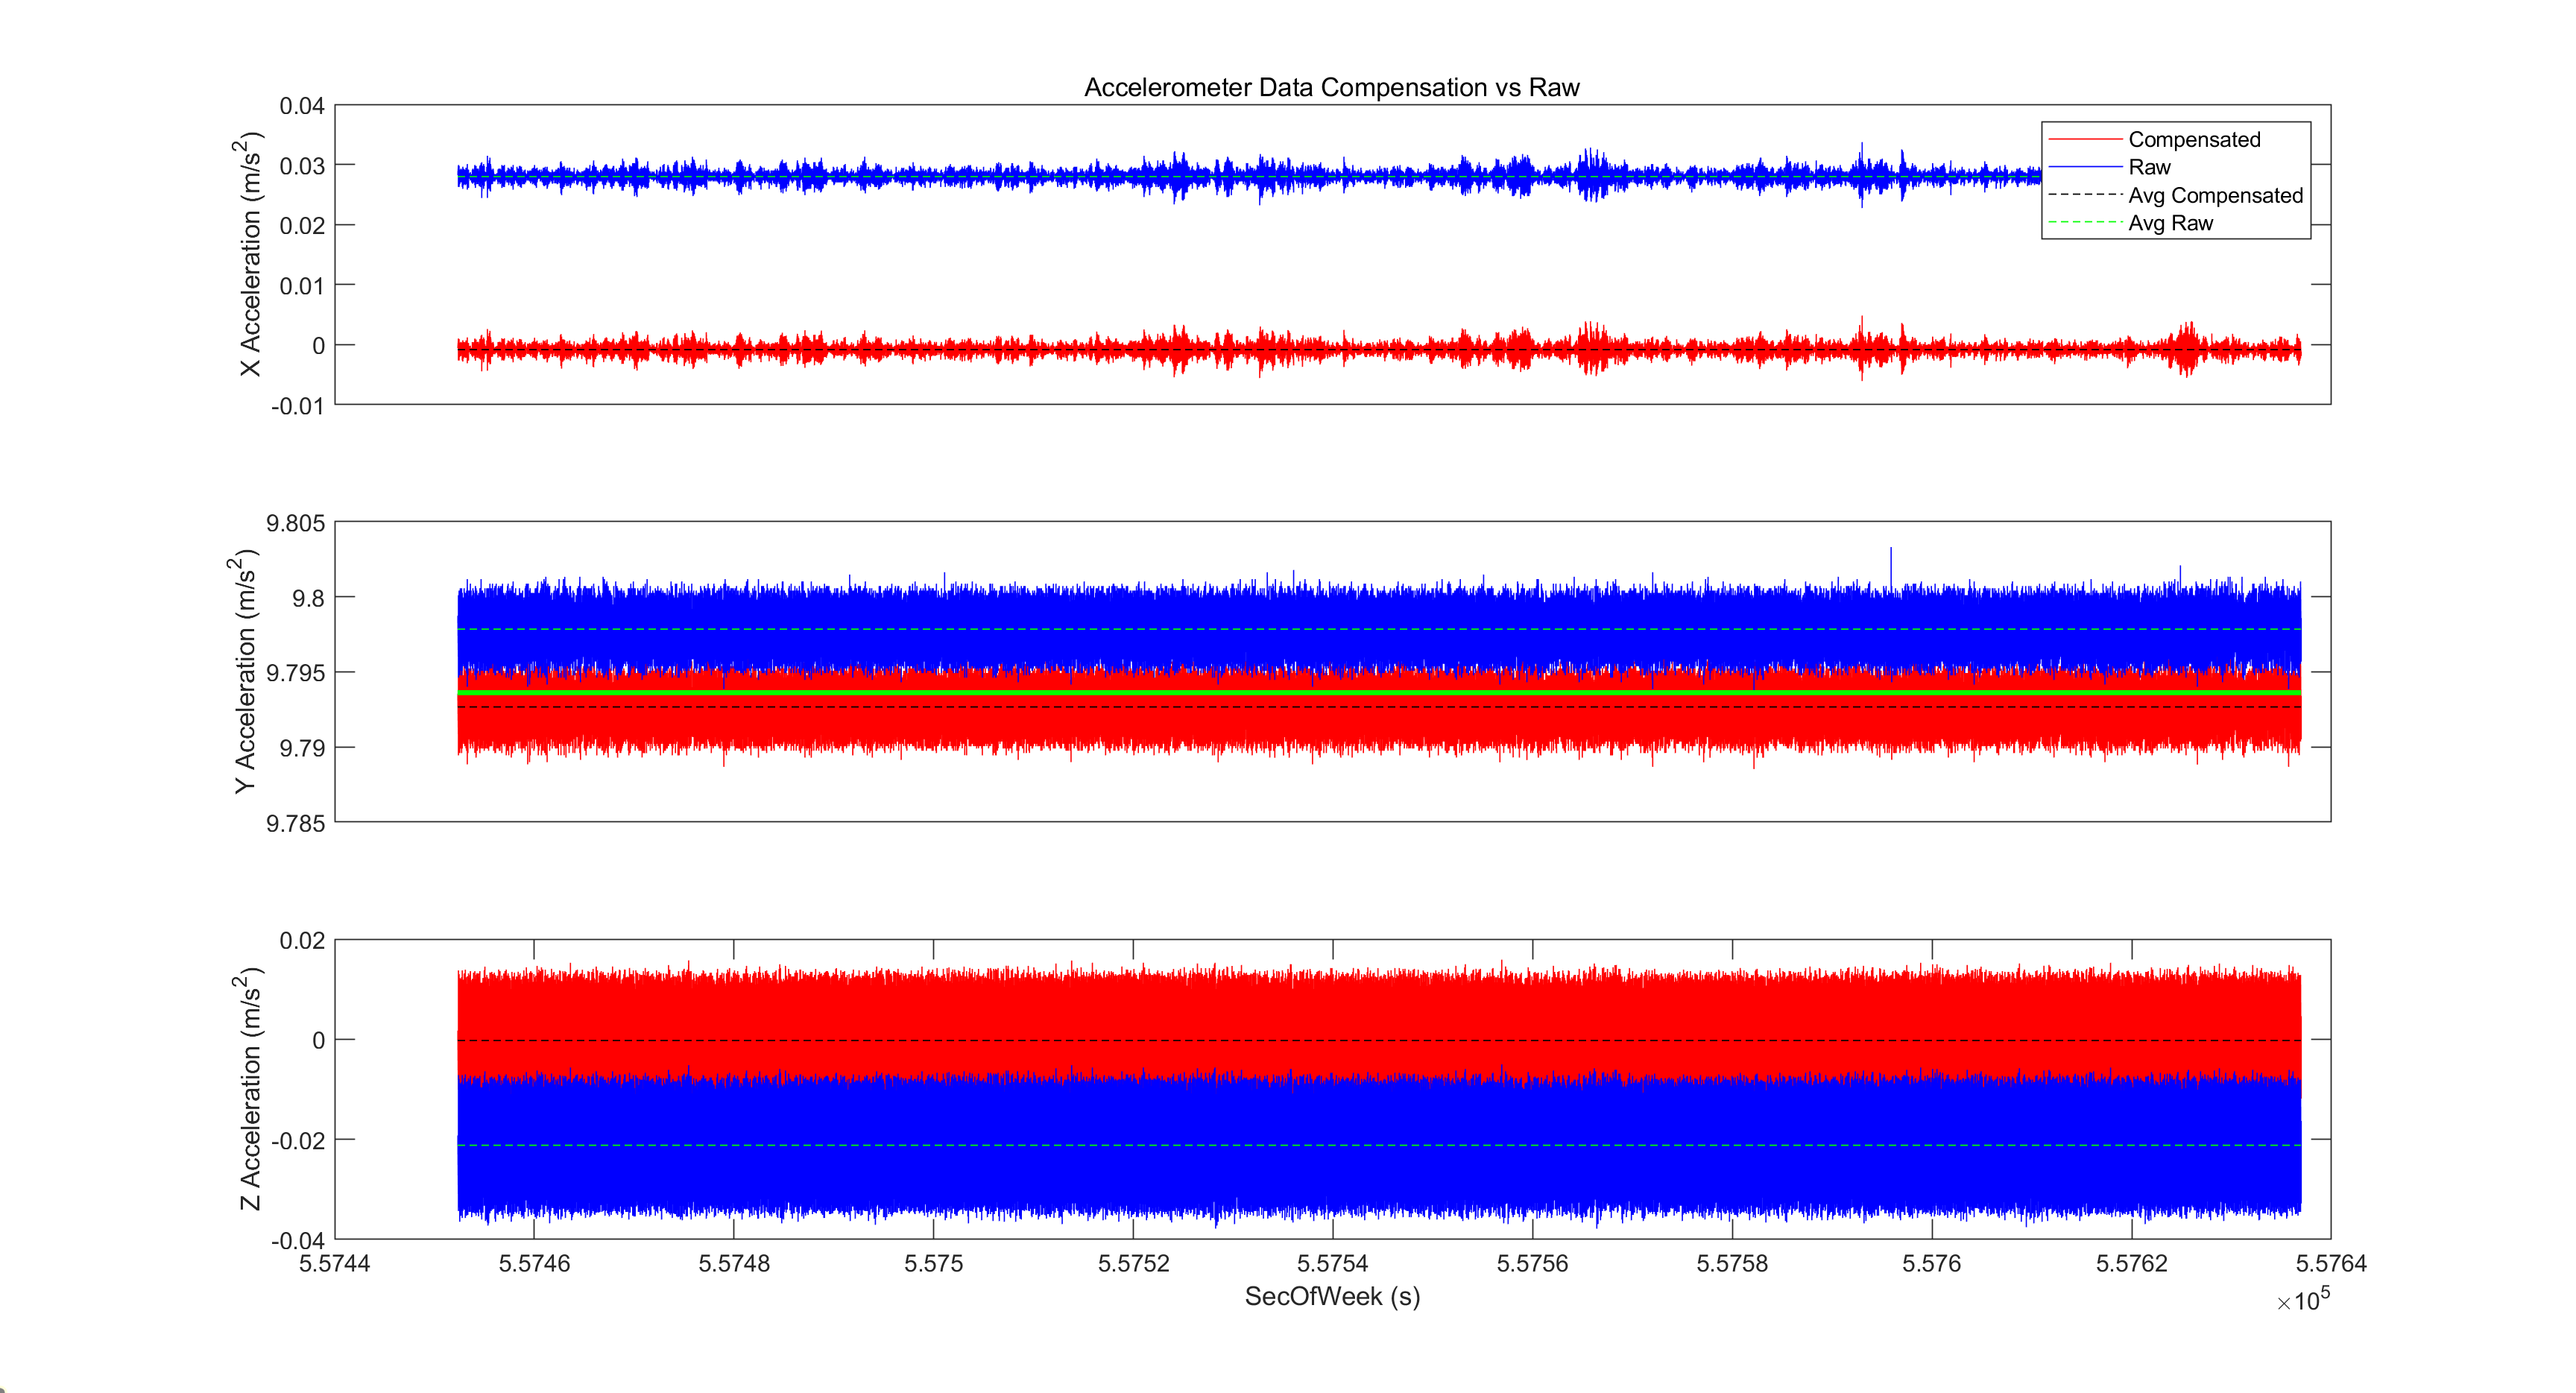 Accelerometer Data Compensation vs Raw
0.04
0.03
0.02
0.01
0
-0.01
X Acceleration (m/s²)
Compensated
Raw
Avg Compensated
Avg Raw
9.805
9.8
9.795
9.79
9.785
Y Acceleration (m/s²)
0.02
0
-0.02
-0.04
Z Acceleration (m/s²)
5.5744 5.5746 5.5748 5.575 5.5752 5.5754 5.5756 5.5758 5.576 5.5762 5.5764
SecOfWeek (s)
×10⁵